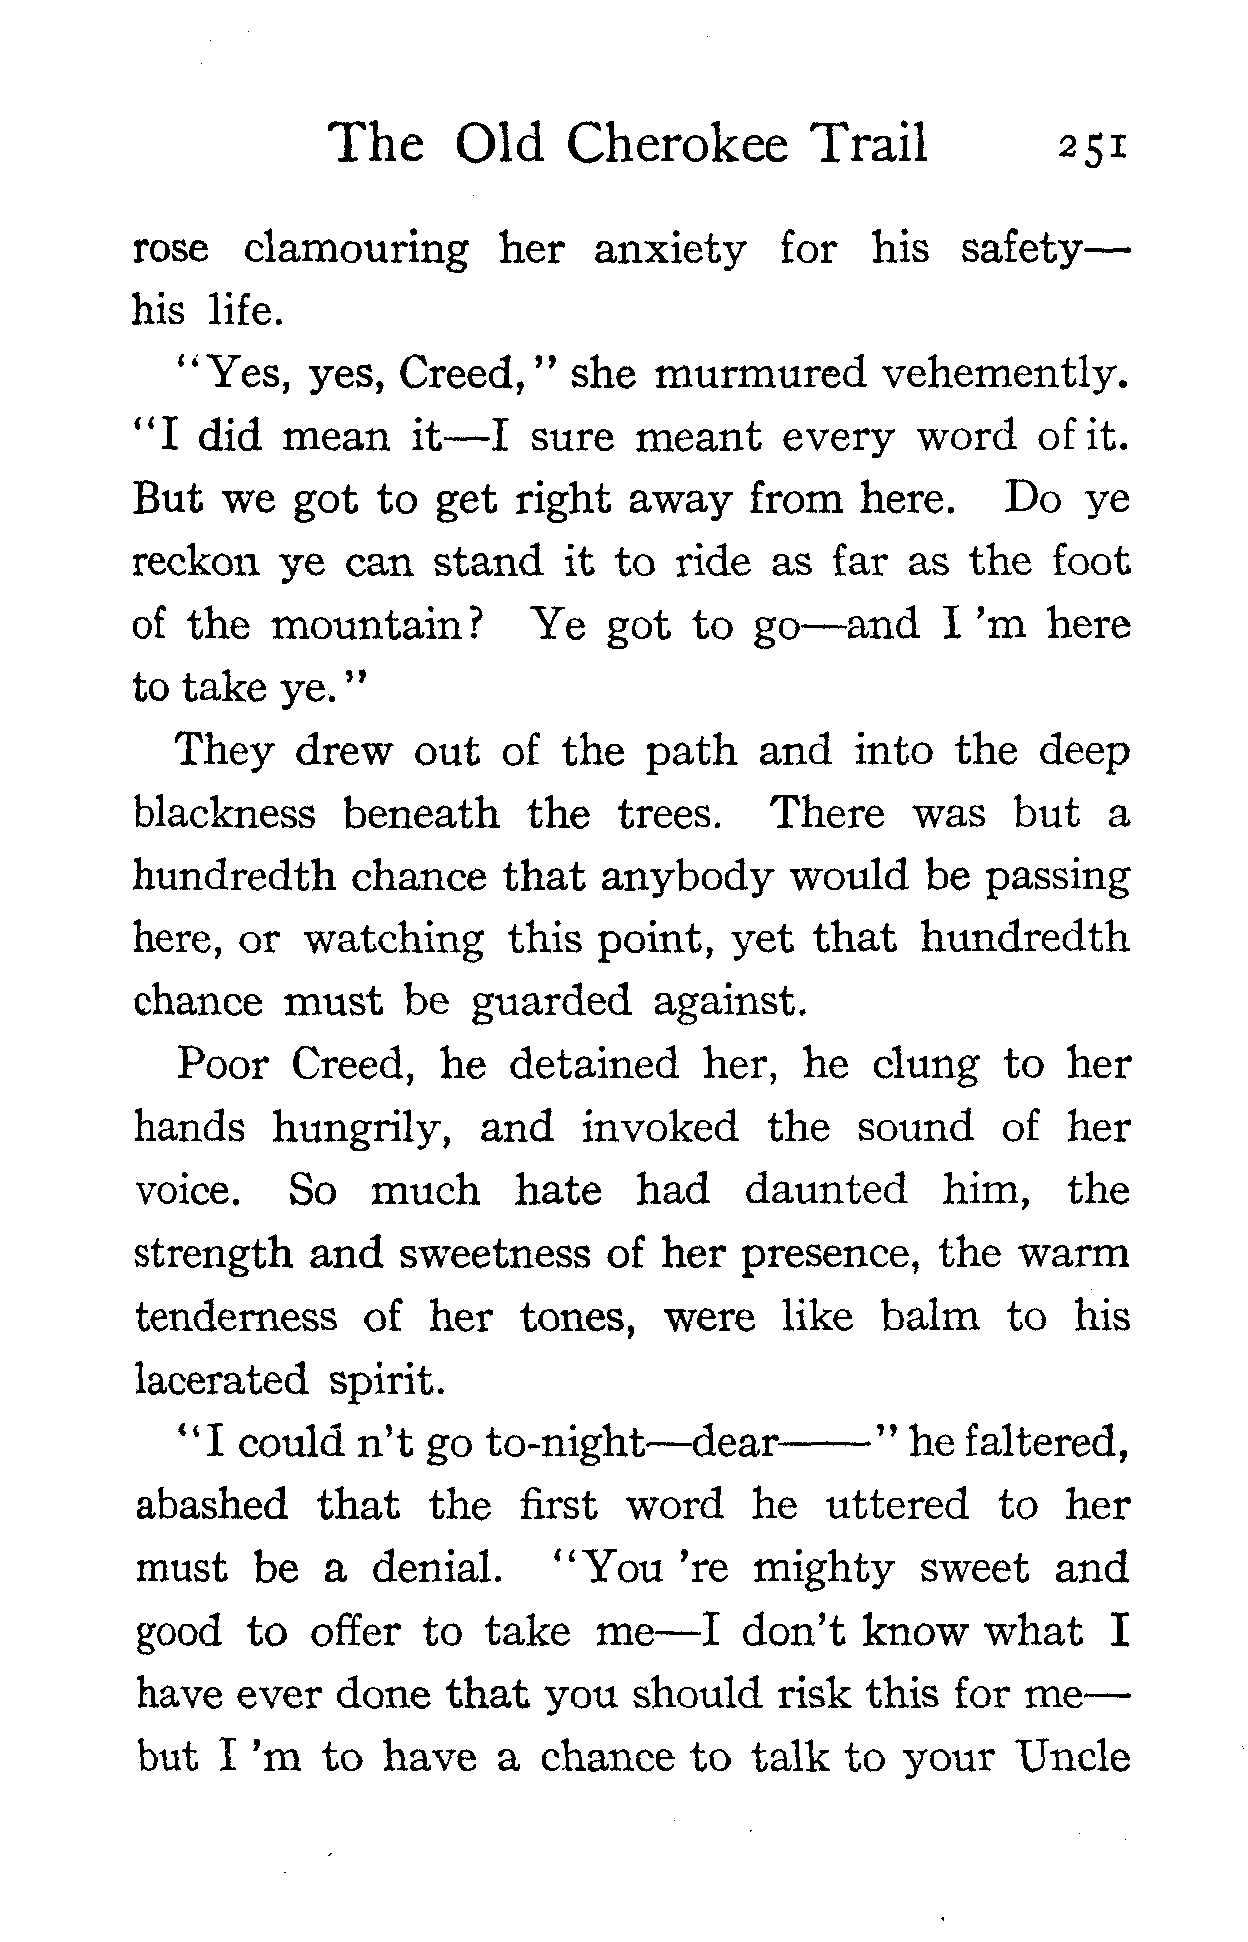 The Old Cherokee Trail 251
rose clamouring her anxiety for his safety—
his life.
"Yes, yes, Creed," she murmured vehemently.
"I did mean it—I sure meant every word of it.
But we got to get right away from here. Do ye
reckon ye can stand it to ride as far as the foot
of the mountain? Ye got to go—and I 'm here
to take ye."
They drew out of the path and into the deep
blackness beneath the trees. There was but a
hundredth chance that anybody would be passing
here, or watching this point, yet that hundredth
chance must be guarded against.
Poor Creed, he detained her, he clung to her
hands hungrily, and invoked the sound of her
voice. So much hate had daunted him, the
strength and sweetness of her presence, the warm
tenderness of her tones, were like balm to his
lacerated spirit.
"I could n't go to-night—dear——" he faltered,
abashed that the first word he uttered to her
must be a denial. "You 're mighty sweet and
good to offer to take me—I don't know what I
have ever done that you should risk this for me—
but I 'm to have a chance to talk to your Uncle